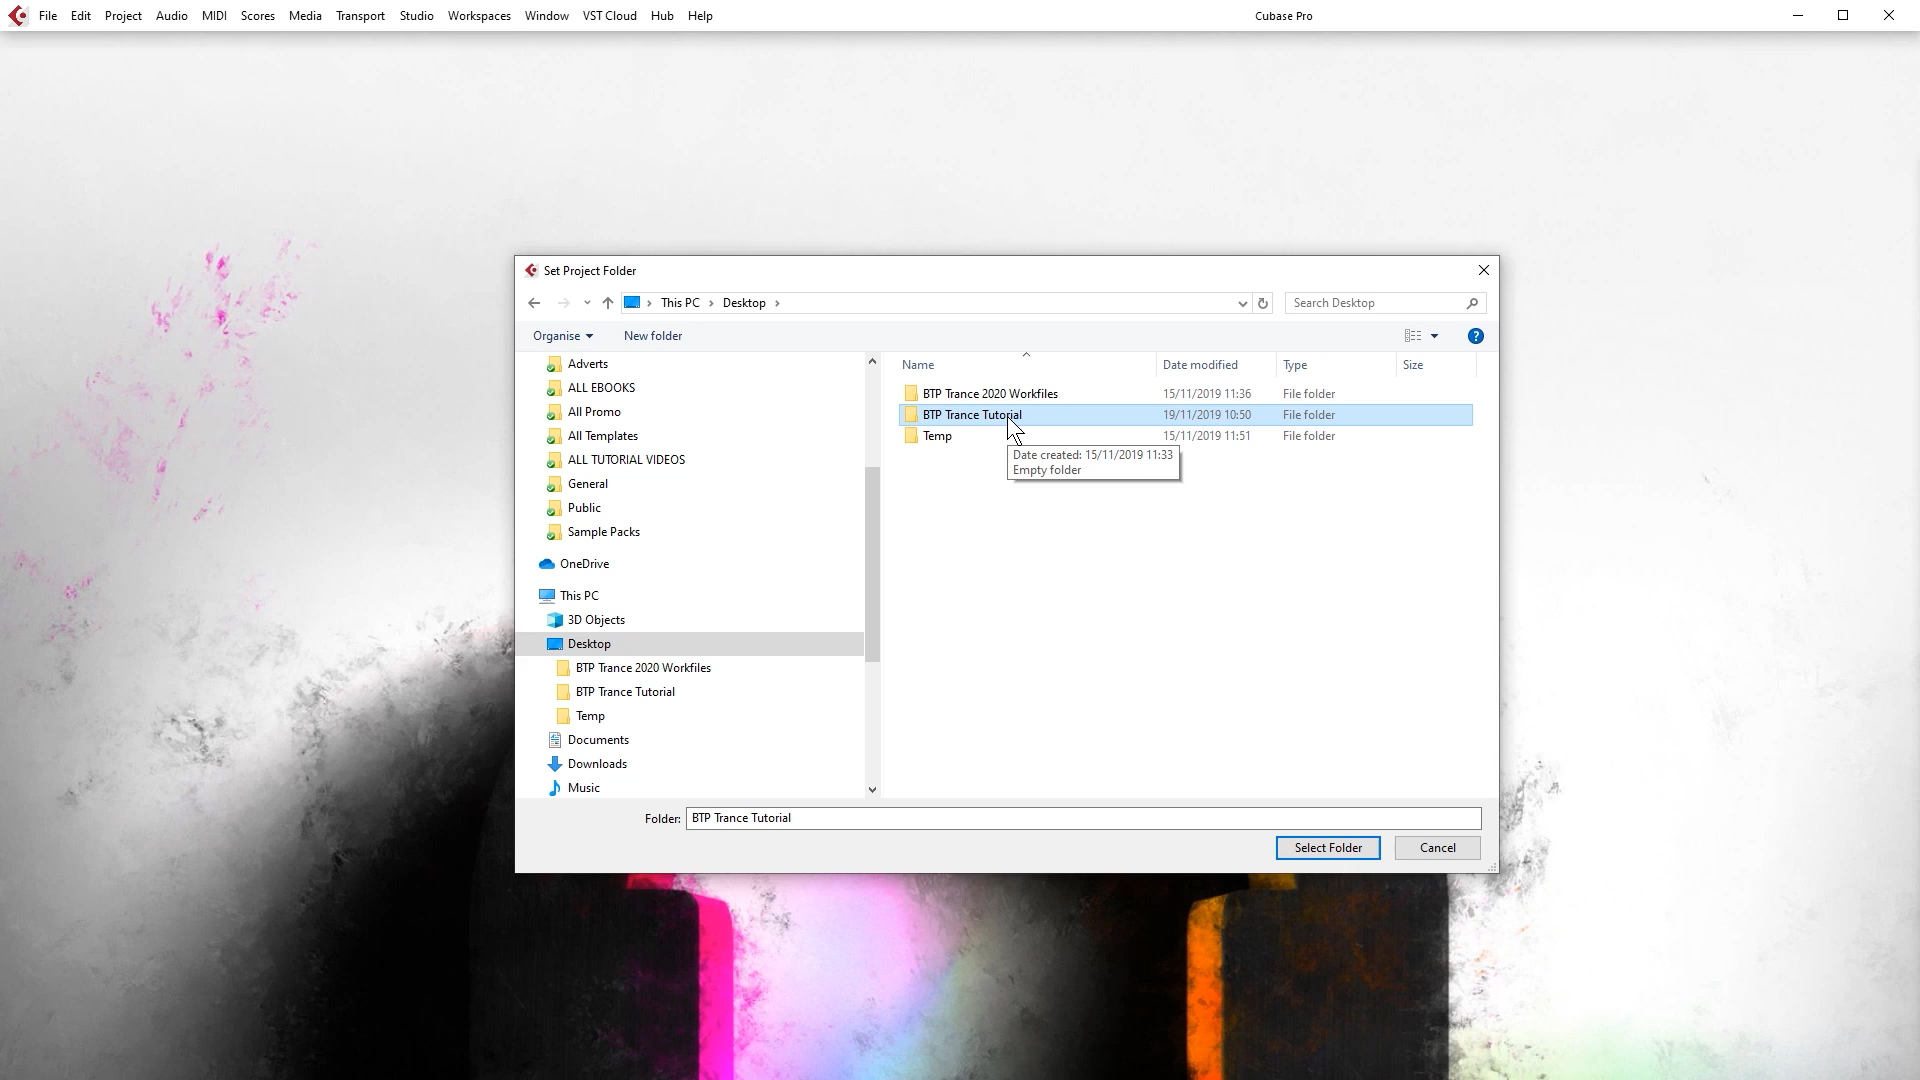 File Edit Project Audio MIDI Scores Media Transport Studio Workspaces Window VST Cloud Hub Help Cubase Pro
Set Project Folder
This PC Desktop Search Desktop
Organise New folder
Adverts
ALL EBOOKS
All Promo
All Templates
ALL TUTORIAL VIDEOS
General
Public
Sample Packs
OneDrive
This PC
3D Objects
Desktop
BTP Trance 2020 Workfiles
BTP Trance Tutorial
Temp
Documents
Downloads
Music
Name Date modified Type Size
BTP Trance 2020 Workfiles 15/11/2019 11:36 File folder
BTP Trance Tutorial 19/11/2019 10:50 File folder
Temp 15/11/2019 11:51 File folder
Date created: 15/11/2019 11:33
Empty folder
Folder: BTP Trance Tutorial
Select Folder Cancel